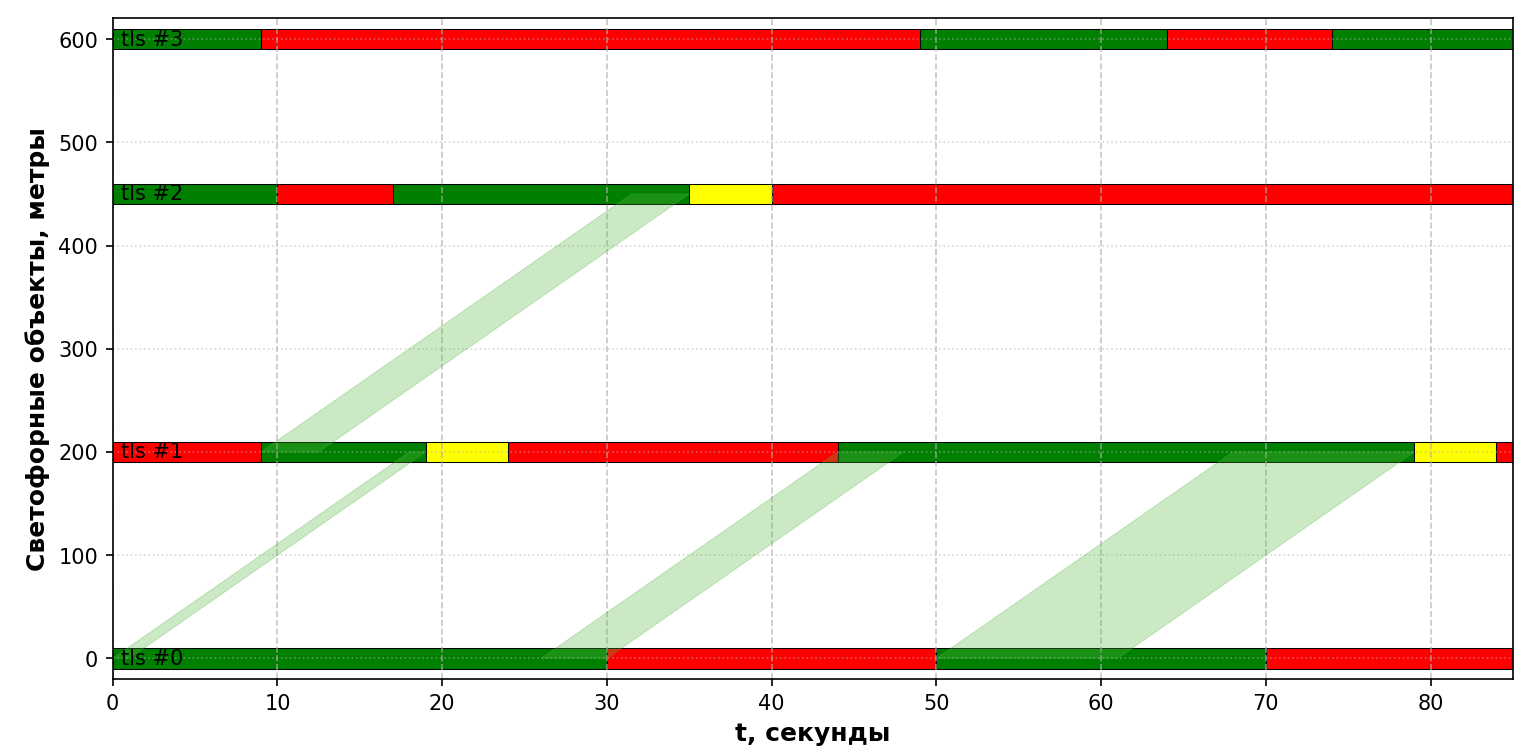 600
tls #3
500
tls #2
400
300
tls #1
200
100
tls #0
0
0 10 20 30 40 50 60 70 80
t, секунды
Светофорные объекты, метры